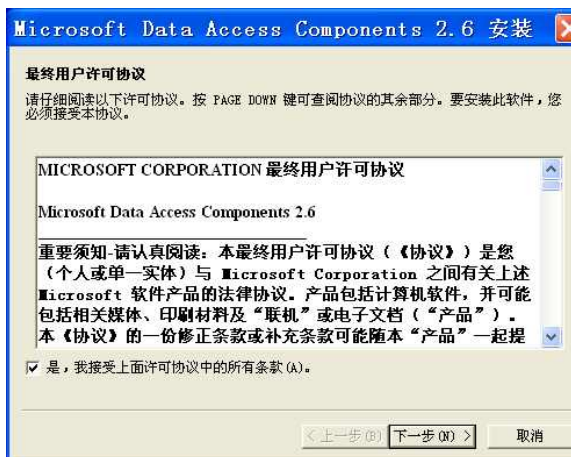 Microsoft Data Access Components 2.6 安装
最终用户许可协议
请仔细阅读以下许可协议。按 PAGE DOWN 键可查阅协议的其余部分。要安装此软件，您
必须接受本协议。
MICROSOFT CORPORATION 最终用户许可协议
Microsoft Data Access Components 2.6
重要须知-请认真阅读：本最终用户许可协议（《协议》）是您
（个人或单一实体）与 Microsoft Corporation 之间有关上述
Microsoft 软件产品的法律协议。产品包括计算机软件，并可能
包括相关媒体、印刷材料及“联机”或电子文档（“产品”）。
本《协议》的一份修正条款或补充条款可能随本“产品”一起提
是，我接受上面许可协议中的所有条款(A)。
< 上一步(B) 下一步(N) > 取消